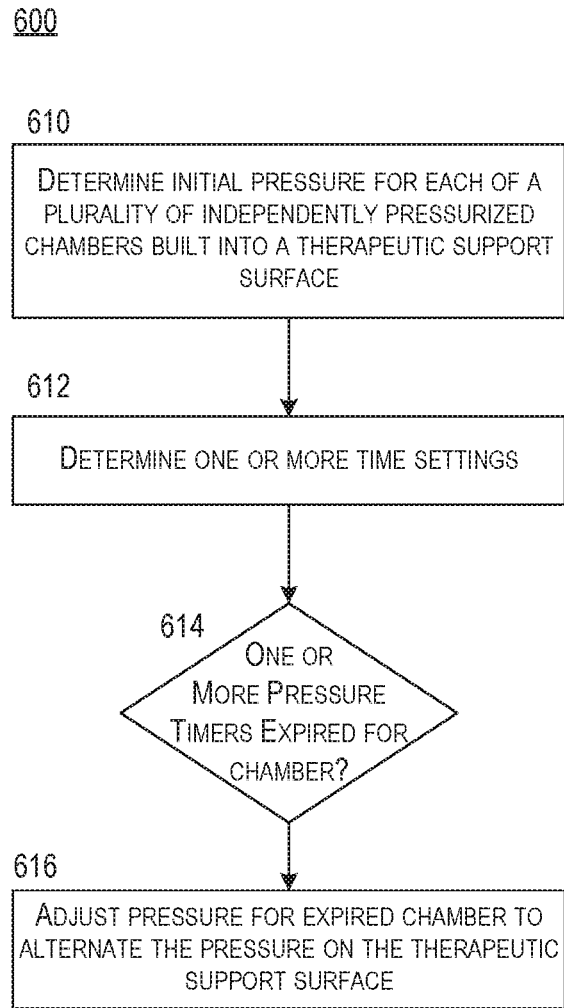 600
610
DETERMINE INITIAL PRESSURE FOR EACH OF A
PLURALITY OF INDEPENDENTLY PRESSURIZED
CHAMBERS BUILT INTO A THERAPEUTIC SUPPORT
SURFACE
612
DETERMINE ONE OR MORE TIME SETTINGS
614
ONE OR
MORE PRESSURE
TIMERS EXPIRED FOR
CHAMBER?
616
ADJUST PRESSURE FOR EXPIRED CHAMBER TO
ALTERNATE THE PRESSURE ON THE THERAPEUTIC
SUPPORT SURFACE